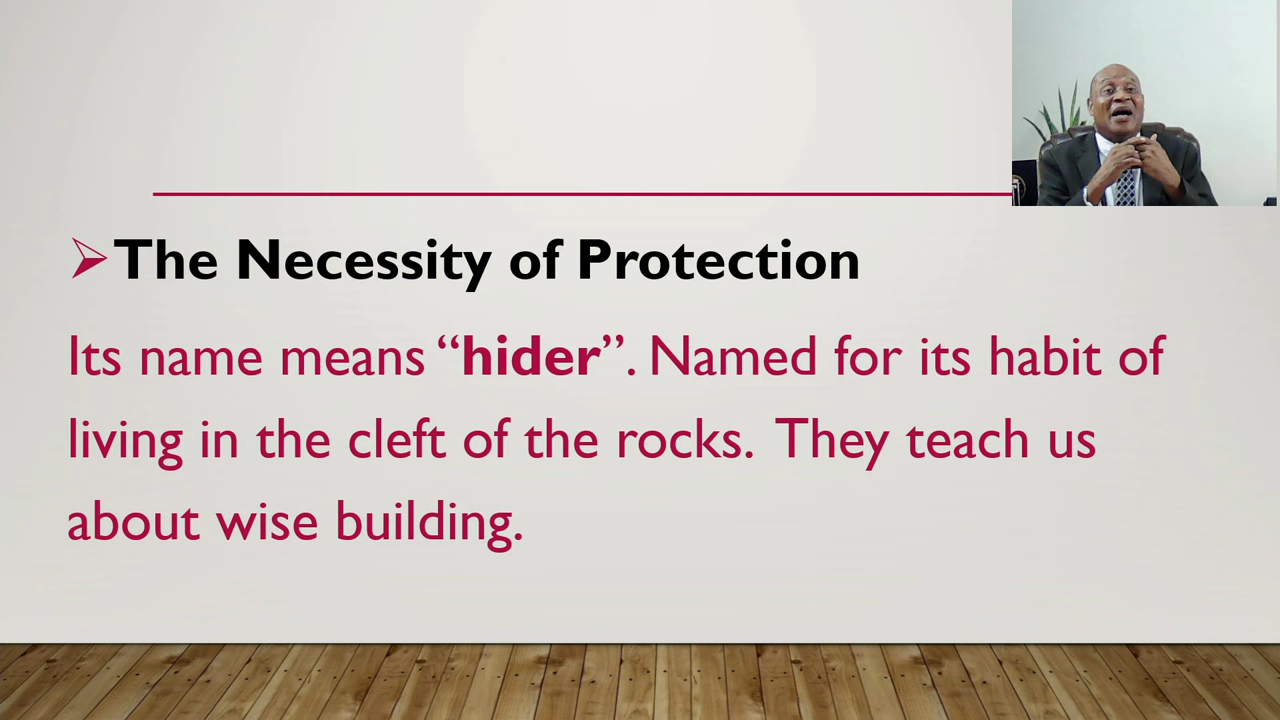 The Necessity of Protection
Its name means “hider”. Named for its habit of
living in the cleft of the rocks. They teach us
about wise building.